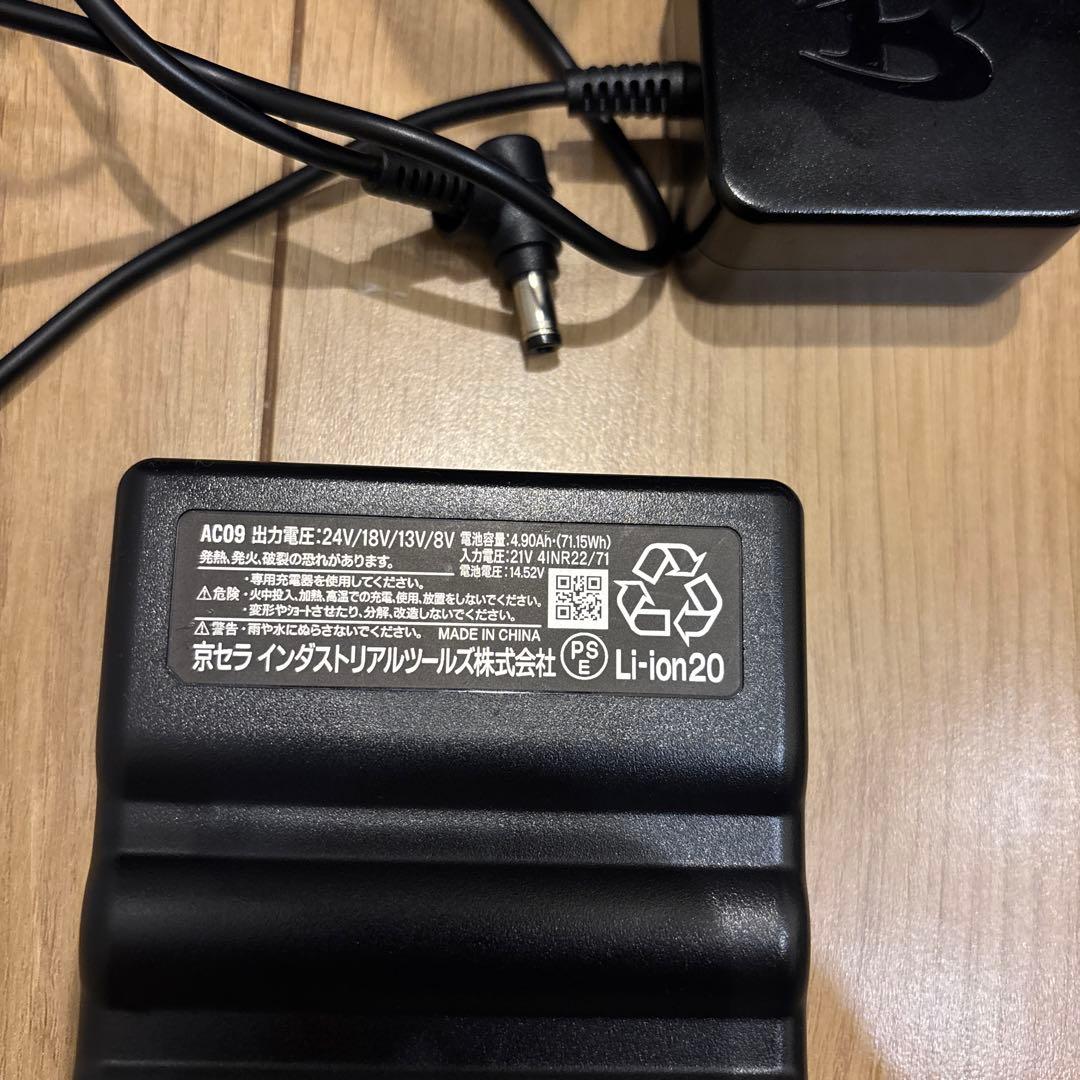 AC09 出力電圧:24V/18V/13V/8V 電池容量:4.90Ah・(71.15Wh)
発熱、発火、破裂の恐れがあります。 入力電圧:21V 4INR22/71
電池電圧:14.52V
⚠危険 ・専用充電器を使用してください。
・火中投入、加熱、高温での充電、使用、放置をしないでください。
・変形やショートさせたり、分解、改造しないでください。
⚠警告・雨や水にぬらさないでください。 MADE IN CHINA
京セラ インダストリアルツールズ株式会社 PSE Li-ion20